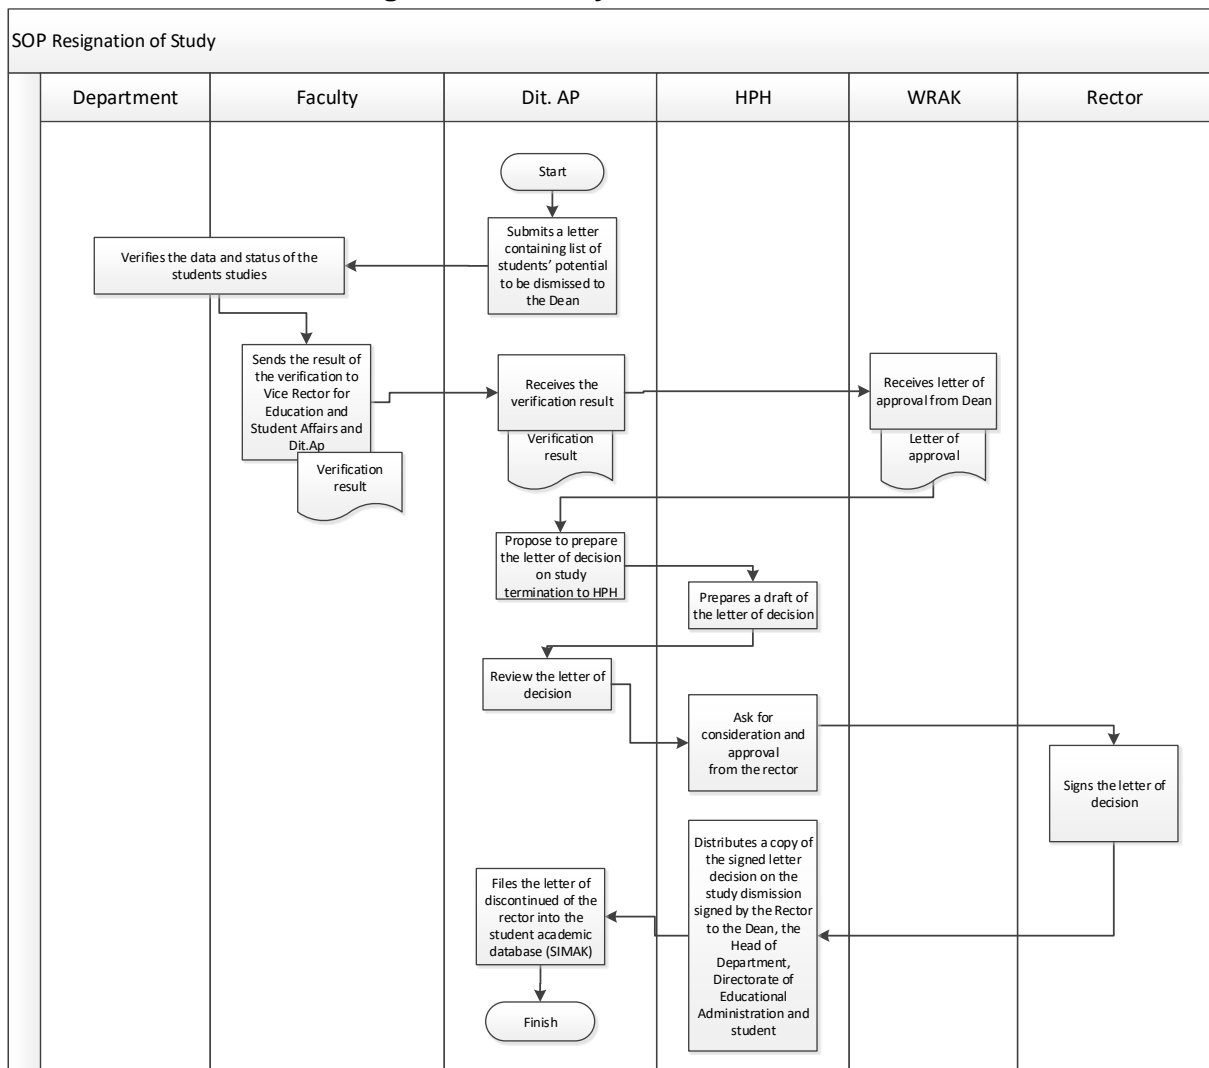 SOP Resignation of Study
Department
Faculty
Dit. AP
HPH
WRAK
Rector
Start
Submits a letter
containing list of
students’ potential
to be dismissed to
the Dean
Verifies the data and status of the
students studies
Sends the result of
the verification to
Vice Rector for
Education and
Student Affairs and
Dit.Ap
Verification
result
Receives the
verification result
Verification
result
Receives letter of
approval from Dean
Letter of
approval
Propose to prepare
the letter of decision
on study
termination to HPH
Prepares a draft of
the letter of decision
Review the letter of
decision
Ask for
consideration and
approval
from the rector
Signs the letter of
decision
Distributes a copy of
the signed letter
decision on the
study dismission
signed by the Rector
to the Dean, the
Head of
Department,
Directorate of
Educational
Administration and
student
Files the letter of
discontinued of the
rector into the
student academic
database (SIMAK)
Finish